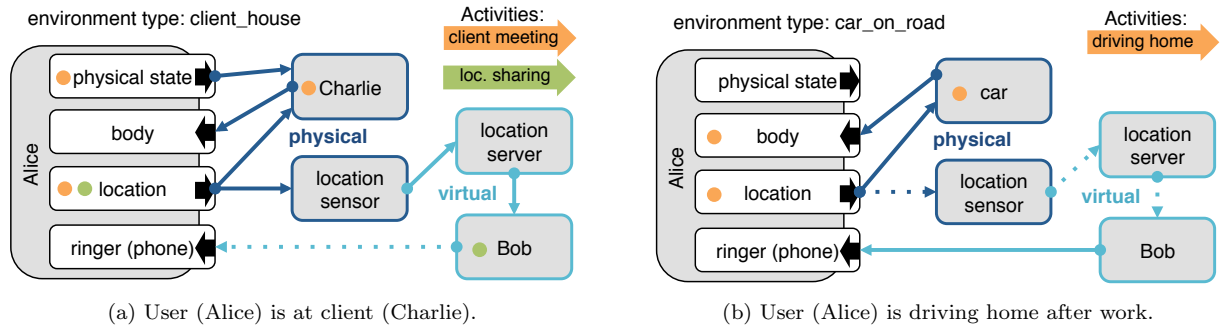 environment type: client_house
Activities:
client meeting
loc. sharing
Alice
physical state
body
location
ringer (phone)
Charlie
physical
location
sensor
location
server
virtual
Bob
(a) User (Alice) is at client (Charlie).
environment type: car_on_road
Activities:
driving home
Alice
physical state
body
location
ringer (phone)
car
physical
location
sensor
location
server
virtual
Bob
(b) User (Alice) is driving home after work.